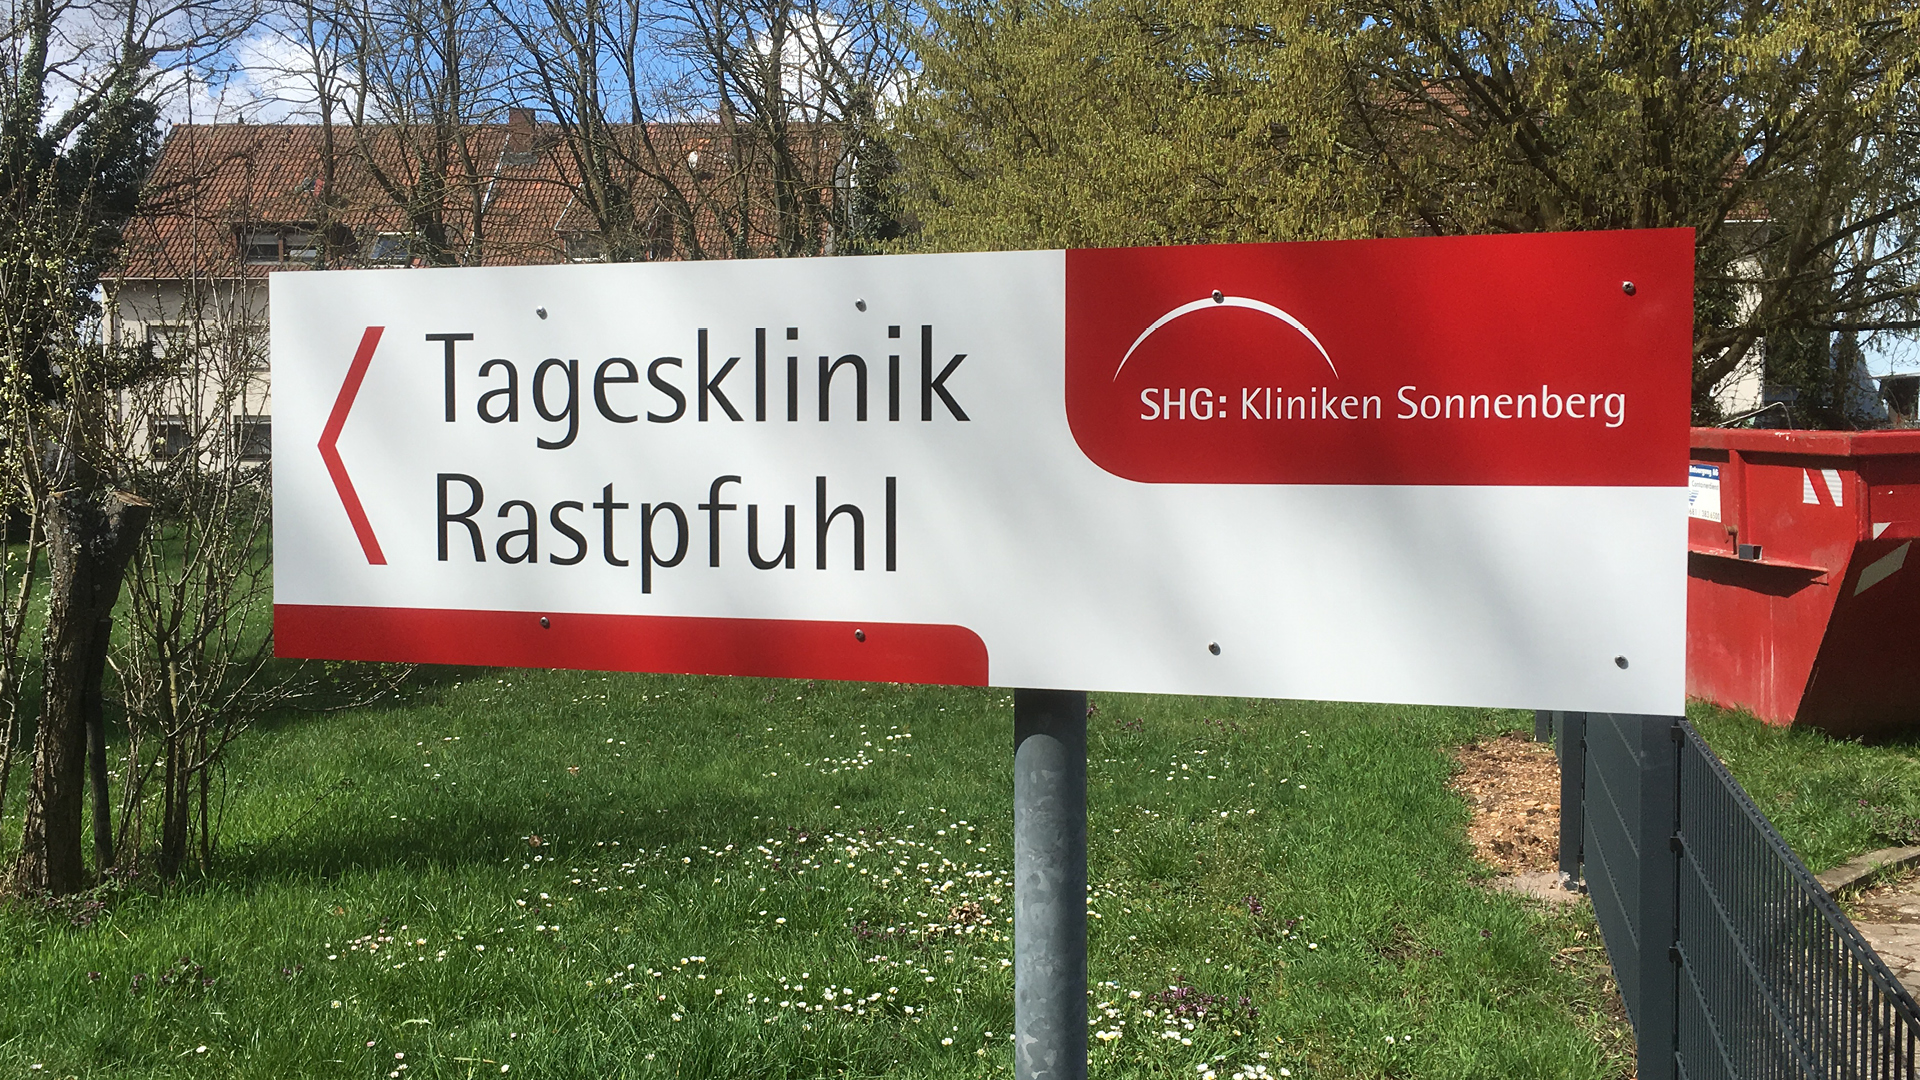 Tagesklinik
Rastpfuhl
SHG: Kliniken Sonnenberg